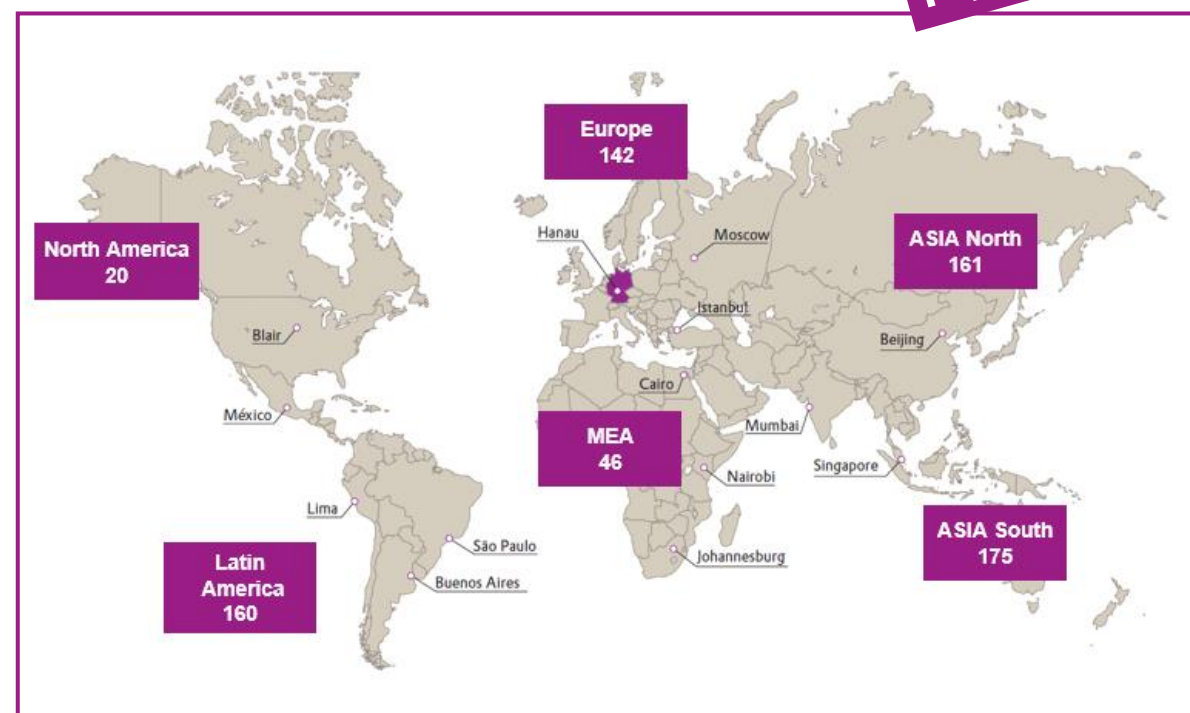 Europe
142
Hanau
Moscow
North America
20
ASIA North
161
Istanbul
Blair
Beijing
Cairo
México
MEA
46
Mumbai
Singapore
Nairobi
Lima
ASIA South
175
São Paulo
Johannesburg
Latin
America
160
Buenos Aires